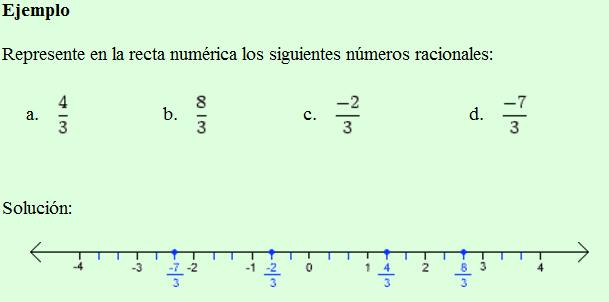 Ejemplo
Represente en la recta numérica los siguientes números racionales:
a. 4/3 b. 8/3 c. -2/3 d. -7/3
Solución:
-4 -3 -7/3 -2 -1 -2/3 0 1 4/3 2 8/3 3 4